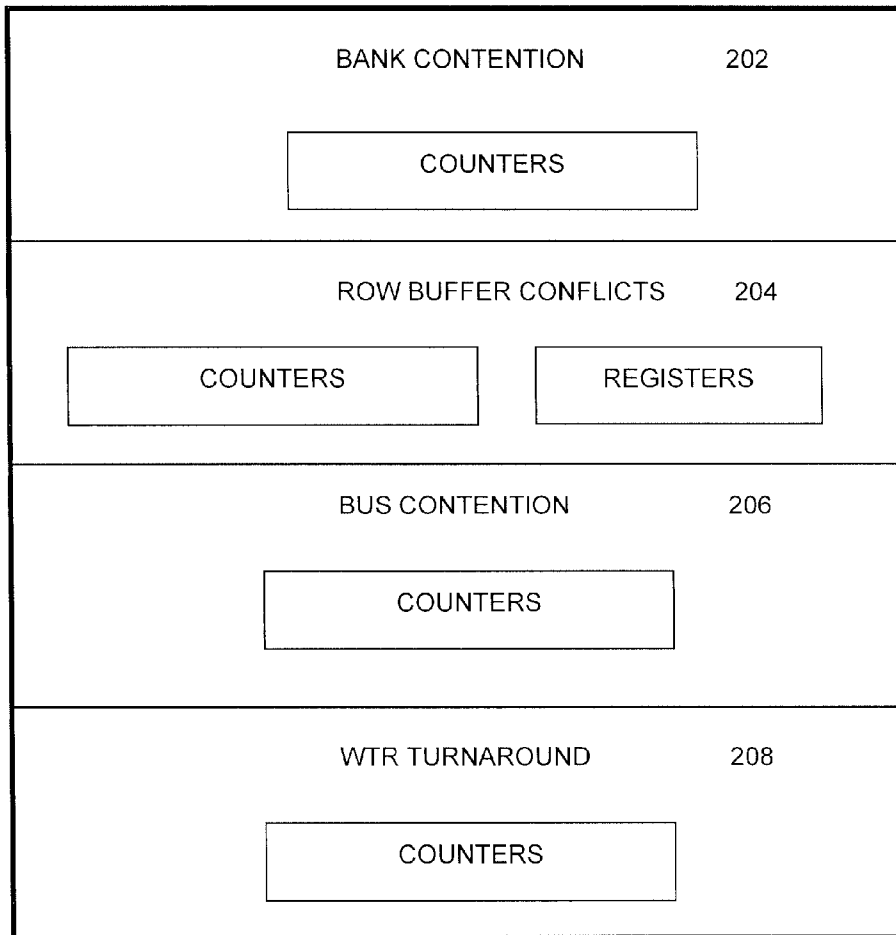 BANK CONTENTION 202
COUNTERS
ROW BUFFER CONFLICTS 204
COUNTERS REGISTERS
BUS CONTENTION 206
COUNTERS
WTR TURNAROUND 208
COUNTERS